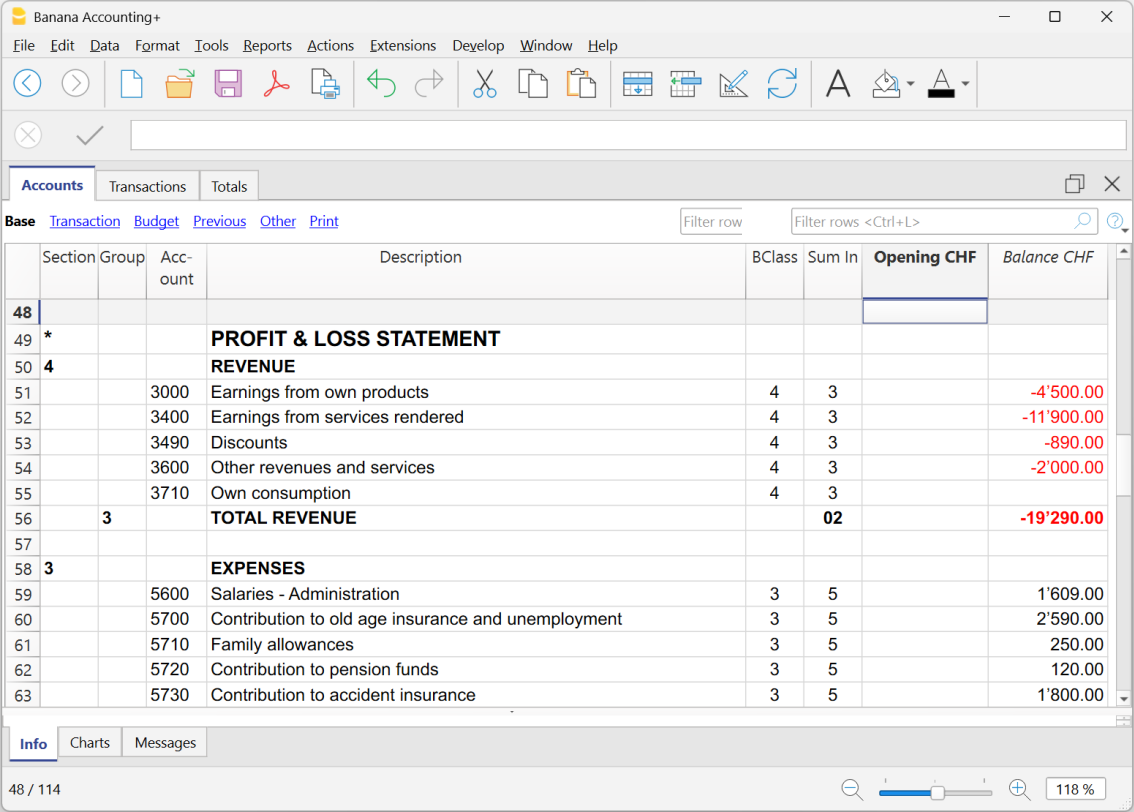 Banana Accounting+
File Edit Data Format Tools Reports Actions Extensions Develop Window Help
Accounts Transactions Totals
Base Transaction Budget Previous Other Print Filter row Filter rows <Ctrl+L>
Section Group Acc-
ount Description BClass Sum In Opening CHF Balance CHF
48
49 * PROFIT & LOSS STATEMENT
50 4 REVENUE
51 3000 Earnings from own products 4 3 -4’500.00
52 3400 Earnings from services rendered 4 3 -11’900.00
53 3490 Discounts 4 3 -890.00
54 3600 Other revenues and services 4 3 -2’000.00
55 3710 Own consumption 4 3
56 3 TOTAL REVENUE 02 -19’290.00
57
58 3 EXPENSES
59 5600 Salaries - Administration 3 5 1’609.00
60 5700 Contribution to old age insurance and unemployment 3 5 2’590.00
61 5710 Family allowances 3 5 250.00
62 5720 Contribution to pension funds 3 5 120.00
63 5730 Contribution to accident insurance 3 5 1’800.00
Info Charts Messages
48 / 114 118 %